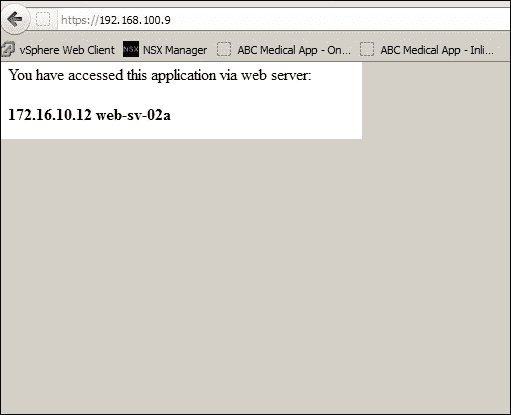 https://192.168.100.9
vSphere Web Client NSX NSX Manager ABC Medical App - On... ABC Medical App - Inli...
You have accessed this application via web server:
172.16.10.12 web-sv-02a